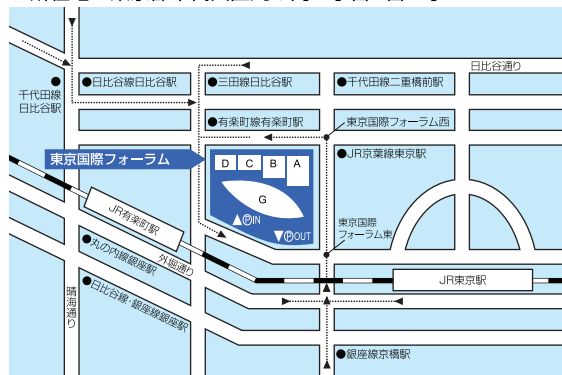 日比谷通り
千代田線
日比谷駅
●日比谷線日比谷駅
●三田線日比谷駅
●千代田線二重橋前駅
●有楽町線有楽町駅
東京国際フォーラム西
東京国際フォーラム
D
C
B
A
G
▲ⓅIN
▼ⓅOUT
●JR京葉線東京駅
東京国際
フォーラム東
JR有楽町駅
外堀通り
●丸の内線銀座駅
●日比谷線・銀座線銀座駅
晴海通り
JR東京駅
●銀座線京橋駅